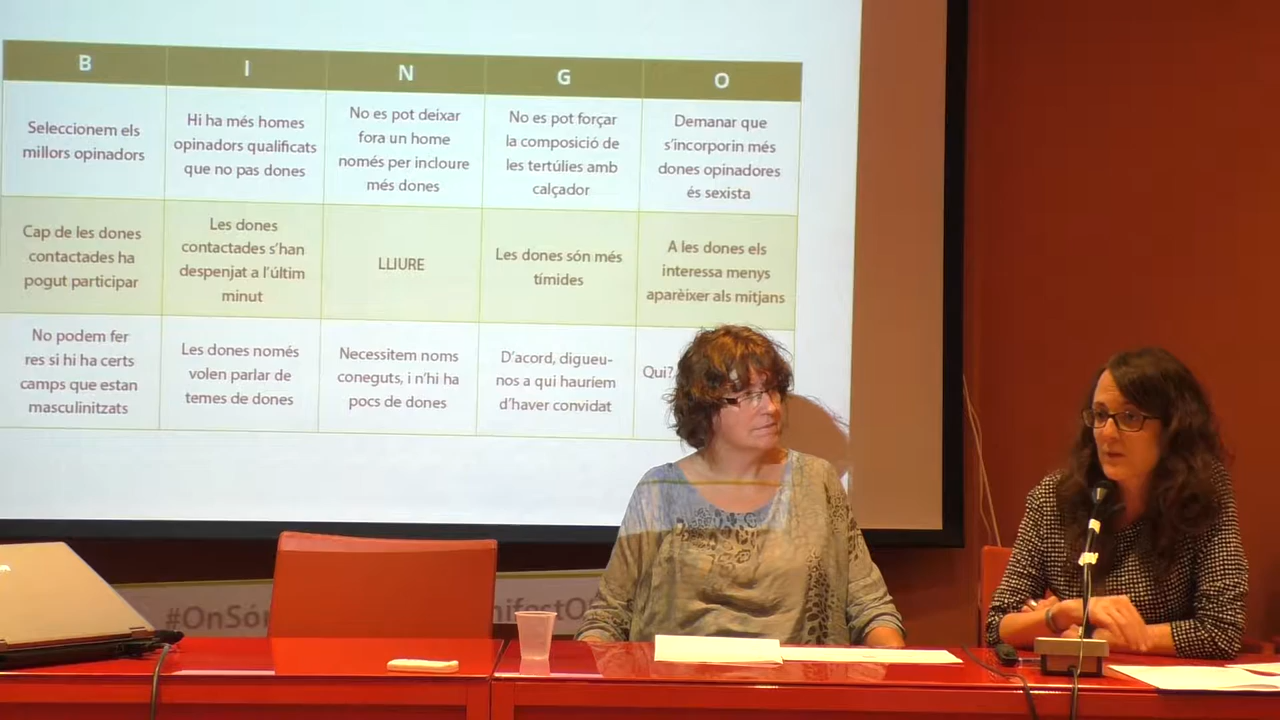 B
I
N
G
O
Seleccionem els
millors opinadors
Hi ha més homes
opinadors qualificats
que no pas dones
No es pot deixar
fora un home
només per incloure
més dones
No es pot forçar
la composició de
les tertúlies amb
calçador
Demanar que
s'incorporin més
dones opinadores
és sexista
Cap de les dones
contactades ha
pogut participar
Les dones
contactades s'han
despenjat a l'últim
minut
LLIURE
Les dones són més
tímides
A les dones els
interessa menys
aparèixer als mitjans
No podem fer
res si hi ha certs
camps que estan
masculinitzats
Les dones només
volen parlar de
temes de dones
Necessitem noms
coneguts, i n'hi ha
pocs de dones
D'acord, digueu-
nos a qui hauríem
d'haver convidat
Qui?
#OnSón